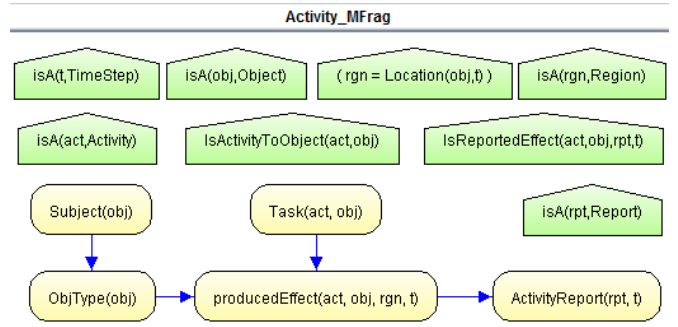 Activity_MFrag
isA(t,TimeStep)
isA(obj,Object)
( rgn = Location(obj,t) )
isA(rgn,Region)
isA(act,Activity)
IsActivityToObject(act,obj)
IsReportedEffect(act,obj,rpt,t)
Subject(obj)
Task(act, obj)
isA(rpt,Report)
ObjType(obj)
producedEffect(act, obj, rgn, t)
ActivityReport(rpt, t)